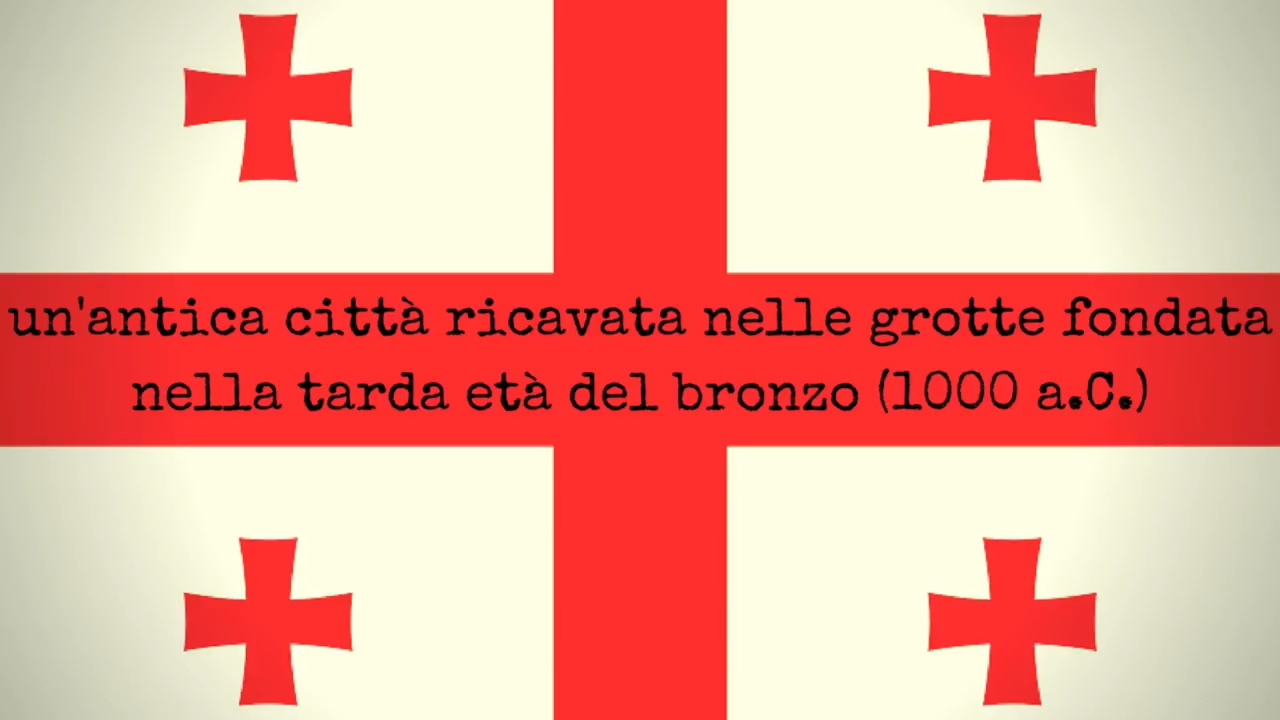 un'antica città ricavata nelle grotte fondata
nella tarda età del bronzo (1000 a.C.)